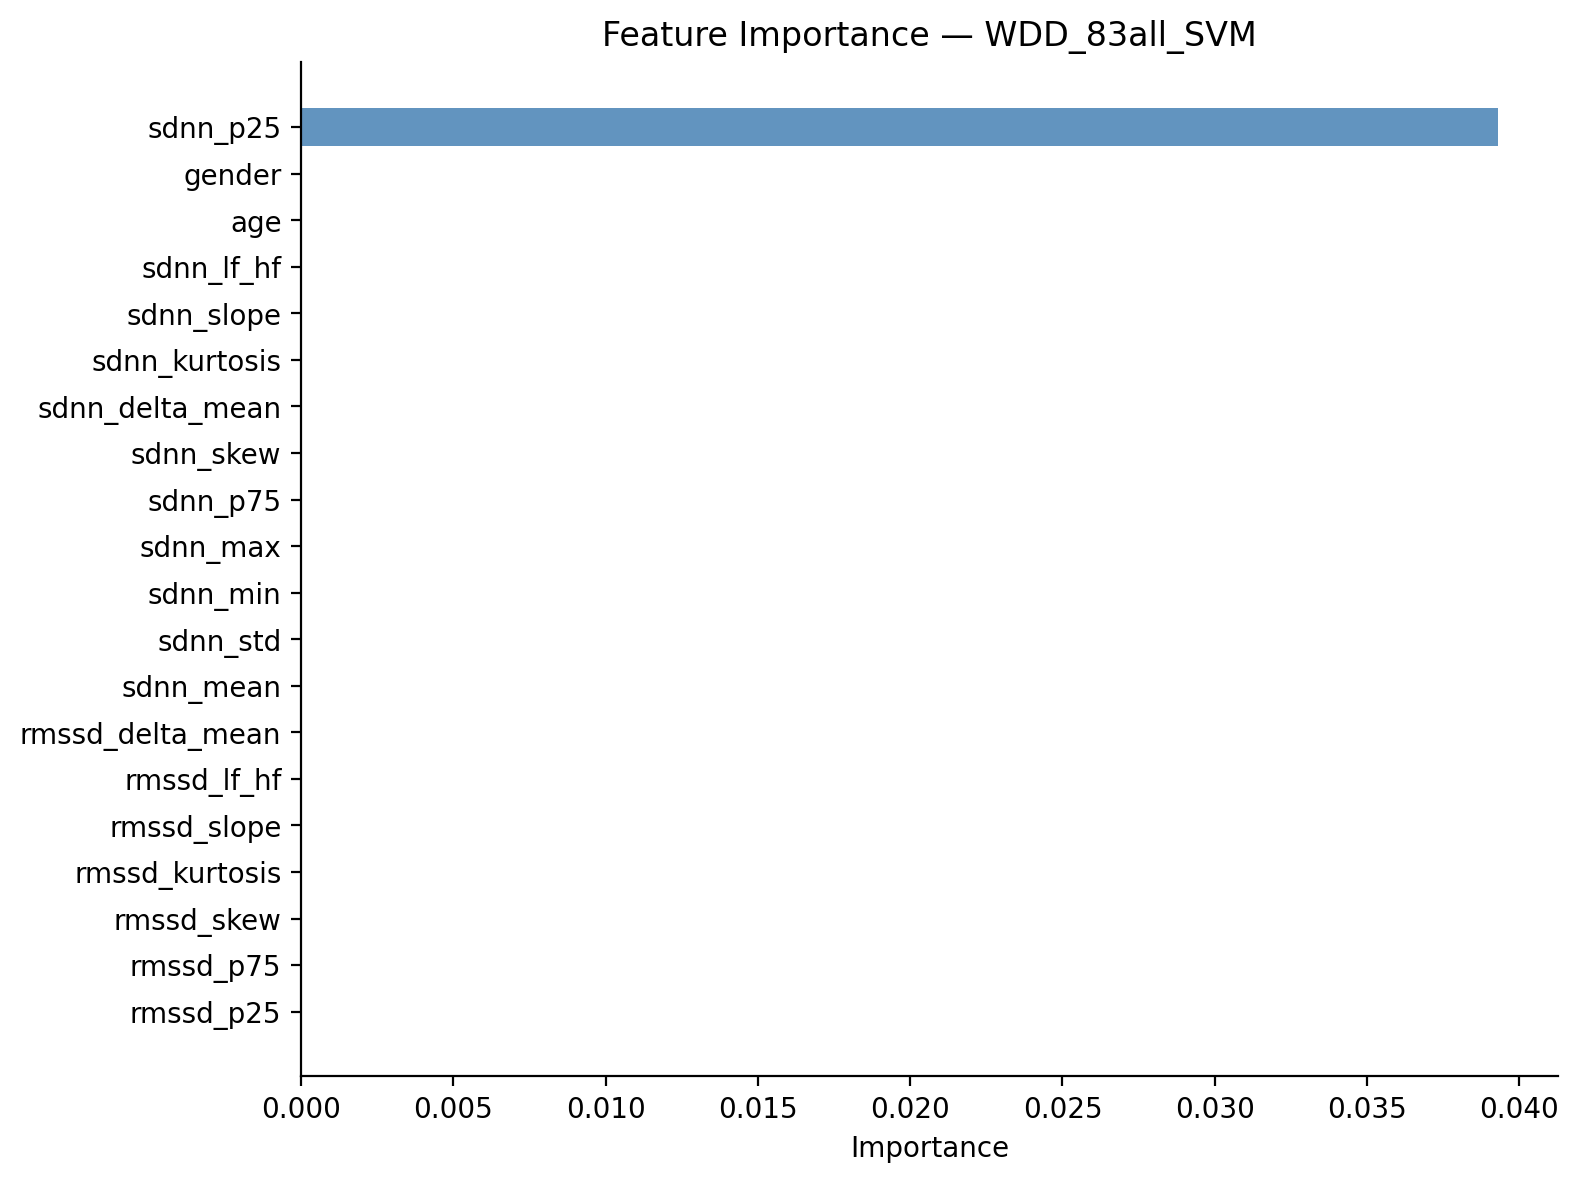 Feature Importance — WDD_83all_SVM
sdnn_p25
gender
age
sdnn_lf_hf
sdnn_slope
sdnn_kurtosis
sdnn_delta_mean
sdnn_skew
sdnn_p75
sdnn_max
sdnn_min
sdnn_std
sdnn_mean
rmssd_delta_mean
rmssd_lf_hf
rmssd_slope
rmssd_kurtosis
rmssd_skew
rmssd_p75
rmssd_p25
0.000 0.005 0.010 0.015 0.020 0.025 0.030 0.035 0.040
Importance